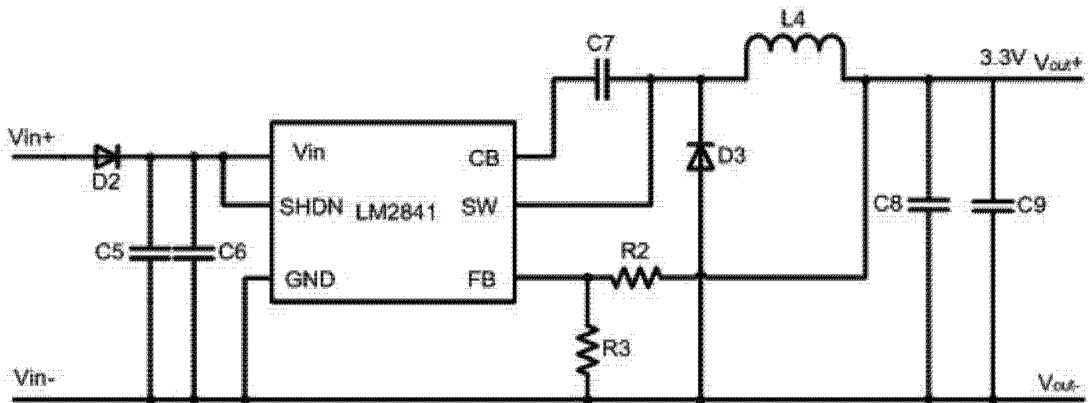 L4
C7
3.3V Vout+
Vin+
D2
Vin
CB
D3
SHDN
LM2841
SW
C8
C9
C5
C6
GND
FB
R2
R3
Vin-
Vout-